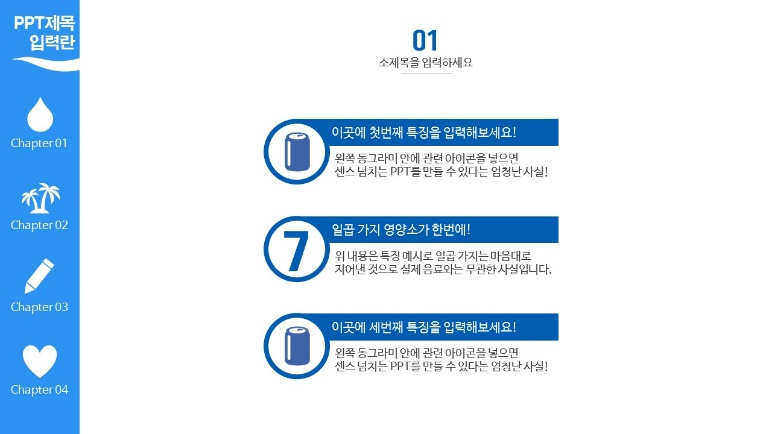 PPT제목
입력란
Chapter 01
Chapter 02
Chapter 03
Chapter 04
01
소제목을 입력하세요
이곳에 첫번째 특징을 입력해보세요!
왼쪽 동그라미 안에 관련 아이콘을 넣으면
센스 넘치는 PPT를 만들 수 있다는 엄청난 사실!
7
일곱 가지 영양소가 한번에!
위 내용은 특징 예시로 일곱 가지는 마음대로
지어낸 것으로 실제 음료와는 무관한 사실입니다.
이곳에 세번째 특징을 입력해보세요!
왼쪽 동그라미 안에 관련 아이콘을 넣으면
센스 넘치는 PPT를 만들 수 있다는 엄청난 사실!